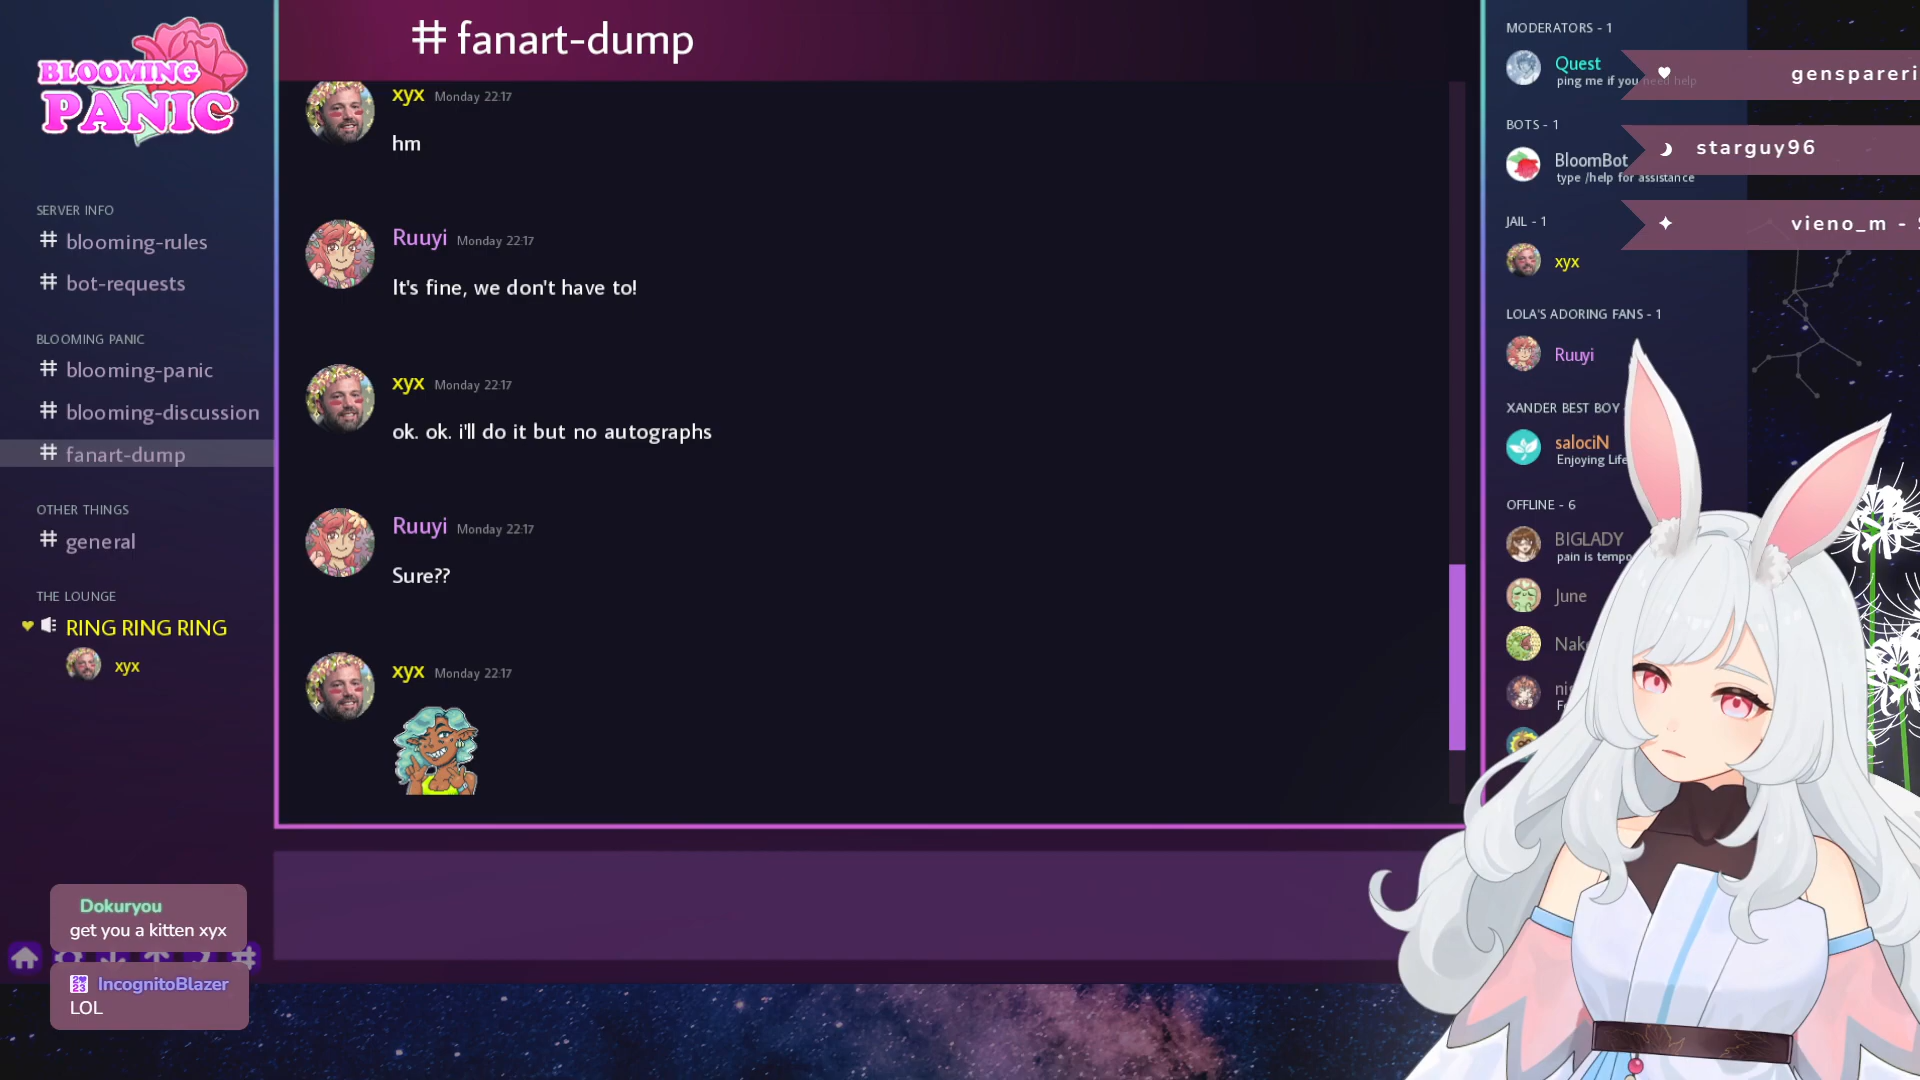 BLOOMING
PANIC
SERVER INFO
# blooming-rules
# bot-requests
BLOOMING PANIC
# blooming-panic
# blooming-discussion
# fanart-dump
OTHER THINGS
# general
THE LOUNGE
RING RING RING
xyx
Dokuryou
get you a kitten xyx
IncognitoBlazer
LOL
# fanart-dump
xyx Monday 22:17
hm
Ruuyi Monday 22:17
It's fine, we don't have to!
xyx Monday 22:17
ok. ok. i'll do it but no autographs
Ruuyi Monday 22:17
Sure??
xyx Monday 22:17
MODERATORS - 1
Quest
ping me if you need help
BOTS - 1
BloomBot
type /help for assistance
JAIL - 1
xyx
LOLA'S ADORING FANS - 1
Ruuyi
XANDER BEST BOY
salociN
Enjoying Life
OFFLINE - 6
BIGLADY
pain is tempo
June
Nak
genspareri
starguy96
vieno_m -